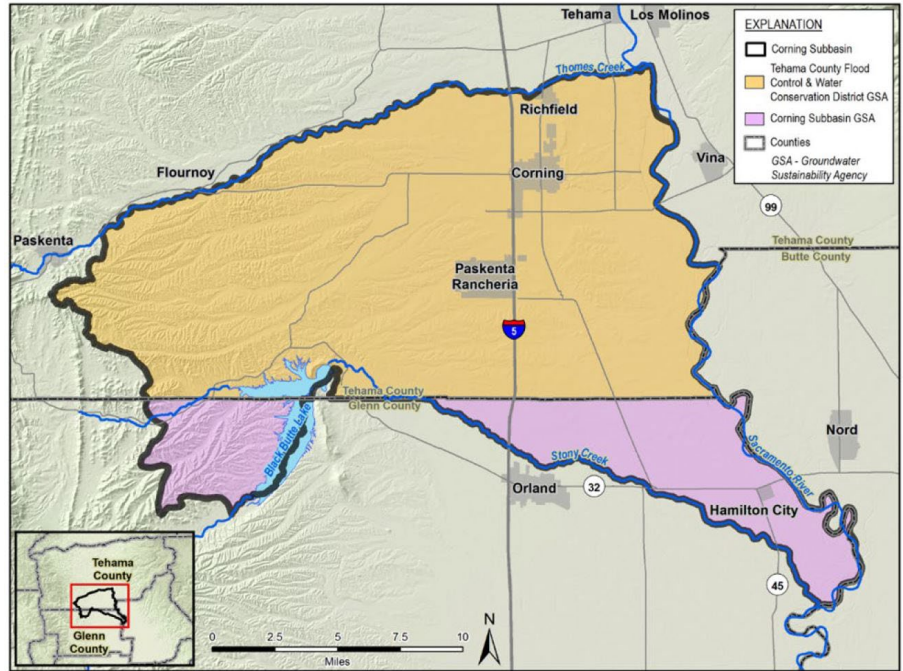 Tehama
Los Molinos
EXPLANATION
Corning Subbasin
Tehama County Flood
Control & Water
Conservation District GSA
Corning Subbasin GSA
Counties
GSA - Groundwater
Sustainability Agency
Thomes Creek
Richfield
Vina
Flournoy
Corning
99
Paskenta
Tehama County
Butte County
Paskenta
Rancheria
5
Tehama County
Glenn County
Black Butte Lake
Nord
Sacramento River
Stony Creek
Orland
32
Hamilton City
45
Tehama
County
Glenn
County
N
0 2.5 5 7.5 10
Miles